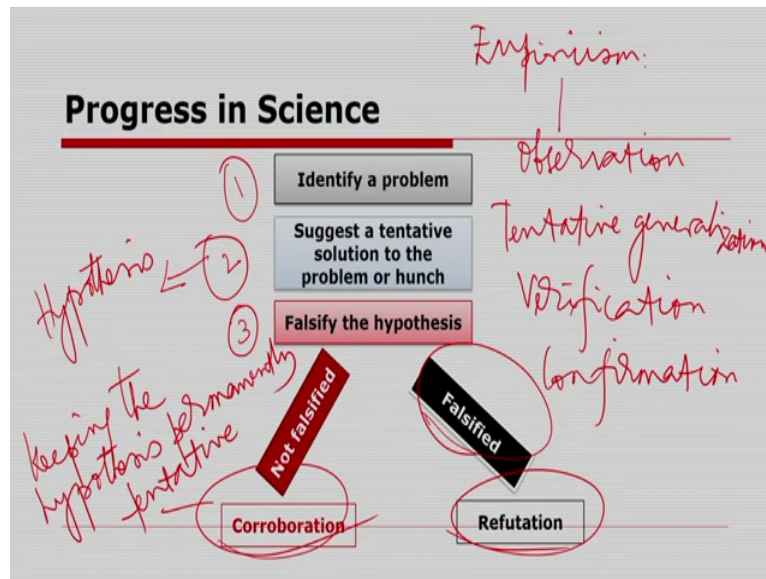 Empiricism:
Progress in Science
Observation
1
Identify a problem
Tentative generalization
2
Suggest a tentative
solution to the
problem or hunch
Hypothesis
Verification
3
Falsify the hypothesis
Confirmation
Not falsified
Falsified
Keeping the
hypothesis permanently
tentative
Corroboration
Refutation